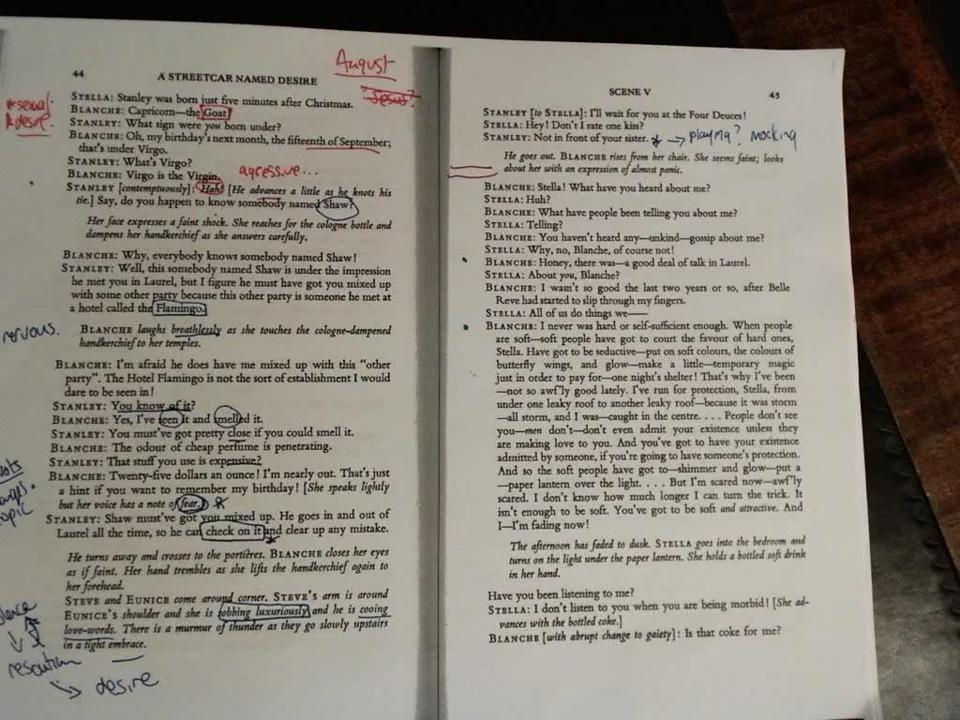 August
44
A STREETCAR NAMED DESIRE
STELLA: Stanley was born just five minutes after Christmas.
"Jesus?
BLANCHE: Capricorn—the Goat!
* sexual
desire.
STANLEY: What sign were you born under?
BLANCHE: Oh, my birthday's next month, the fifteenth of September;
that's under Virgo.
STANLEY: What's Virgo?
BLANCHE: Virgo is the Virgin.
agressive...
STANLEY [contemptuously]: Hah! [He advances a little as he knots his
tie.] Say, do you happen to know somebody named Shaw?
Her face expresses a faint shock. She reaches for the cologne bottle and
dampens her handkerchief as she answers carefully.
BLANCHE: Why, everybody knows somebody named Shaw!
STANLEY: Well, this somebody named Shaw is under the impression
he met you in Laurel, but I figure he must have got you mixed up
with some other party because this other party is someone he met at
a hotel called the Flamingo.
nervous.
BLANCHE laughs breathlessly as she touches the cologne-dampened
handkerchief to her temples.
BLANCHE: I'm afraid he does have me mixed up with this "other
party". The Hotel Flamingo is not the sort of establishment I would
dare to be seen in!
STANLEY: You know of it?
BLANCHE: Yes, I've seen it and smelled it.
STANLEY: You must've got pretty close if you could smell it.
BLANCHE: The odour of cheap perfume is penetrating.
STANLEY: That stuff you use is expensive?
BLANCHE: Twenty-five dollars an ounce! I'm nearly out. That's just
a hint if you want to remember my birthday! [She speaks lightly
but her voice has a note of fear.]
STANLEY: Shaw must've got you mixed up. He goes in and out of
Laurel all the time, so he can check on it and clear up any mistake.
He turns away and crosses to the portières. BLANCHE closes her eyes
as if faint. Her hand trembles as she lifts the handkerchief again to
her forehead.
STEVE and EUNICE come around corner. STEVE'S arm is around
EUNICE'S shoulder and she is sobbing luxuriously and he is cooing
love-words. There is a murmur of thunder as they go slowly upstairs
in a tight embrace.
desire
SCENE V
45
STANLEY [to STELLA]: I'll wait for you at the Four Deuces!
STELLA: Hey! Don't I rate one kiss?
STANLEY: Not in front of your sister. * → playing? mocking
He goes out. BLANCHE rises from her chair. She seems faint; looks
about her with an expression of almost panic.
BLANCHE: Stella! What have you heard about me?
STELLA: Huh?
BLANCHE: What have people been telling you about me?
STELLA: Telling?
BLANCHE: You haven't heard any—unkind—gossip about me?
STELLA: Why, no, Blanche, of course not!
BLANCHE: Honey, there was—a good deal of talk in Laurel.
STELLA: About you, Blanche?
BLANCHE: I wasn't so good the last two years or so, after Belle
Reve had started to slip through my fingers.
STELLA: All of us do things we——
BLANCHE: I never was hard or self-sufficient enough. When people
are soft—soft people have got to court the favour of hard ones,
Stella. Have got to be seductive—put on soft colours, the colours of
butterfly wings, and glow—make a little—temporary magic
just in order to pay for—one night's shelter! That's why I've been
—not so awf'ly good lately. I've run for protection, Stella, from
under one leaky roof to another leaky roof—because it was storm
—all storm, and I was—caught in the centre. . . . People don't see
you—men don't—don't even admit your existence unless they
are making love to you. And you've got to have your existence
admitted by someone, if you're going to have someone's protection.
And so the soft people have got to—shimmer and glow—put a
—paper lantern over the light. . . . But I'm scared now—awf'ly
scared. I don't know how much longer I can turn the trick. It
isn't enough to be soft. You've got to be soft and attractive. And
I—I'm fading now!
The afternoon has faded to dusk. STELLA goes into the bedroom and
turns on the light under the paper lantern. She holds a bottled soft drink
in her hand.
Have you been listening to me?
STELLA: I don't listen to you when you are being morbid! [She ad-
vances with the bottled coke.]
BLANCHE [with abrupt change to gaiety]: Is that coke for me?